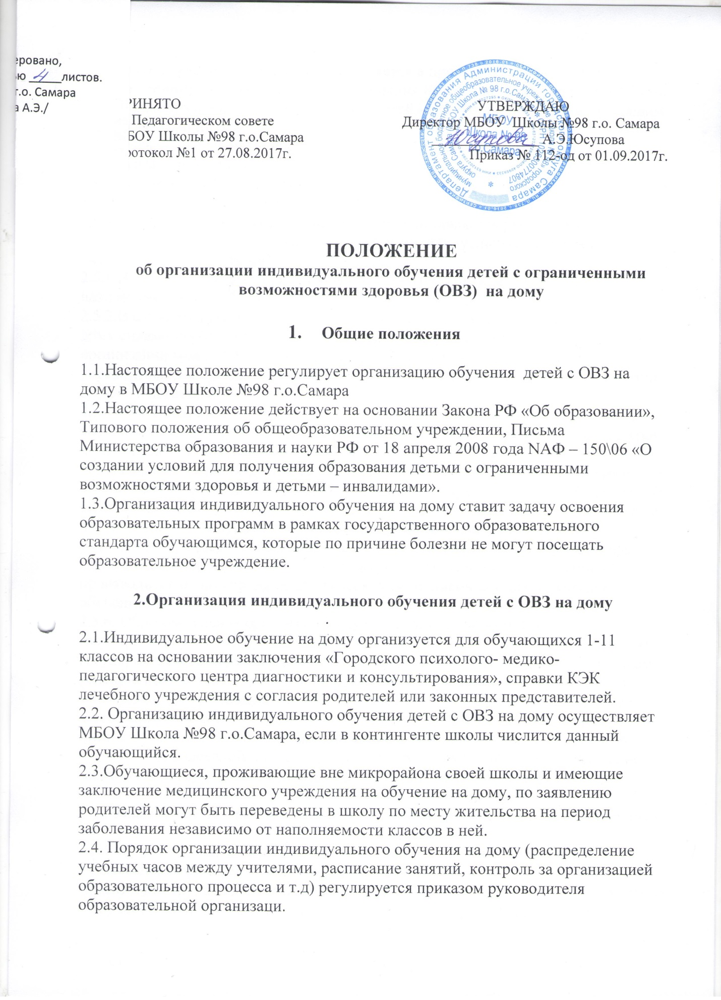 еровано,
ю 4 листов.
г.о. Самара
а А.Э./
РИНЯТО
Педагогическом совете
БОУ Школы №98 г.о.Самара
ротокол №1 от 27.08.2017г.
УТВЕРЖДАЮ
Директор МБОУ Школы №98 г.о. Самара
А.Э.Юсупова
Приказ № 112-од от 01.09.2017г.
Департамент образования Администрации городского округа Самара
МБОУ
Школа № 98
г.о.Самара
ПОЛОЖЕНИЕ
об организации индивидуального обучения детей с ограниченными
возможностями здоровья (ОВЗ) на дому
1. Общие положения
1.1.Настоящее положение регулирует организацию обучения детей с ОВЗ на
дому в МБОУ Школе №98 г.о.Самара
1.2.Настоящее положение действует на основании Закона РФ «Об образовании»,
Типового положения об общеобразовательном учреждении, Письма
Министерства образования и науки РФ от 18 апреля 2008 года NАФ – 150\06 «О
создании условий для получения образования детьми с ограниченными
возможностями здоровья и детьми – инвалидами».
1.3.Организация индивидуального обучения на дому ставит задачу освоения
образовательных программ в рамках государственного образовательного
стандарта обучающимся, которые по причине болезни не могут посещать
образовательное учреждение.
2.Организация индивидуального обучения детей с ОВЗ на дому
2.1.Индивидуальное обучение на дому организуется для обучающихся 1-11
классов на основании заключения «Городского психолого- медико-
педагогического центра диагностики и консультирования», справки КЭК
лечебного учреждения с согласия родителей или законных представителей.
2.2. Организацию индивидуального обучения детей с ОВЗ на дому осуществляет
МБОУ Школа №98 г.о.Самара, если в контингенте школы числится данный
обучающийся.
2.3.Обучающиеся, проживающие вне микрорайона своей школы и имеющие
заключение медицинского учреждения на обучение на дому, по заявлению
родителей могут быть переведены в школу по месту жительства на период
заболевания независимо от наполняемости классов в ней.
2.4. Порядок организации индивидуального обучения на дому (распределение
учебных часов между учителями, расписание занятий, контроль за организацией
образовательного процесса и т.д) регулируется приказом руководителя
образовательной организаци.